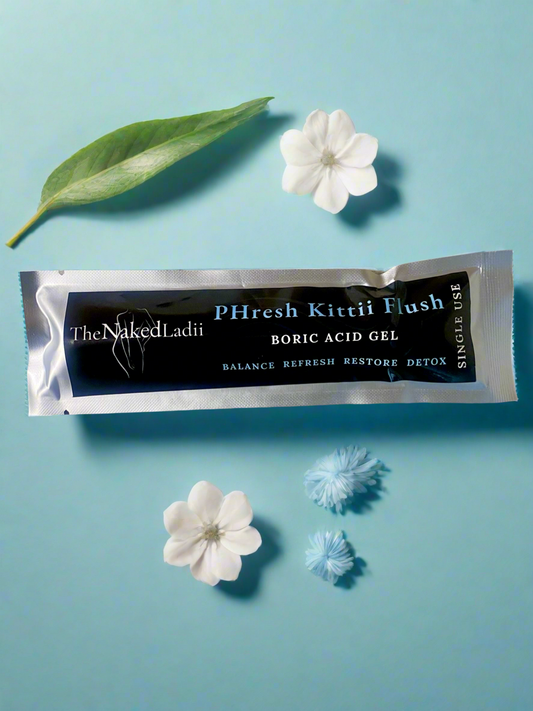 TheNakedLadii
PHresh Kittii Flush
BORIC ACID GEL
BALANCE REFRESH RESTORE DETOX
SINGLE USE